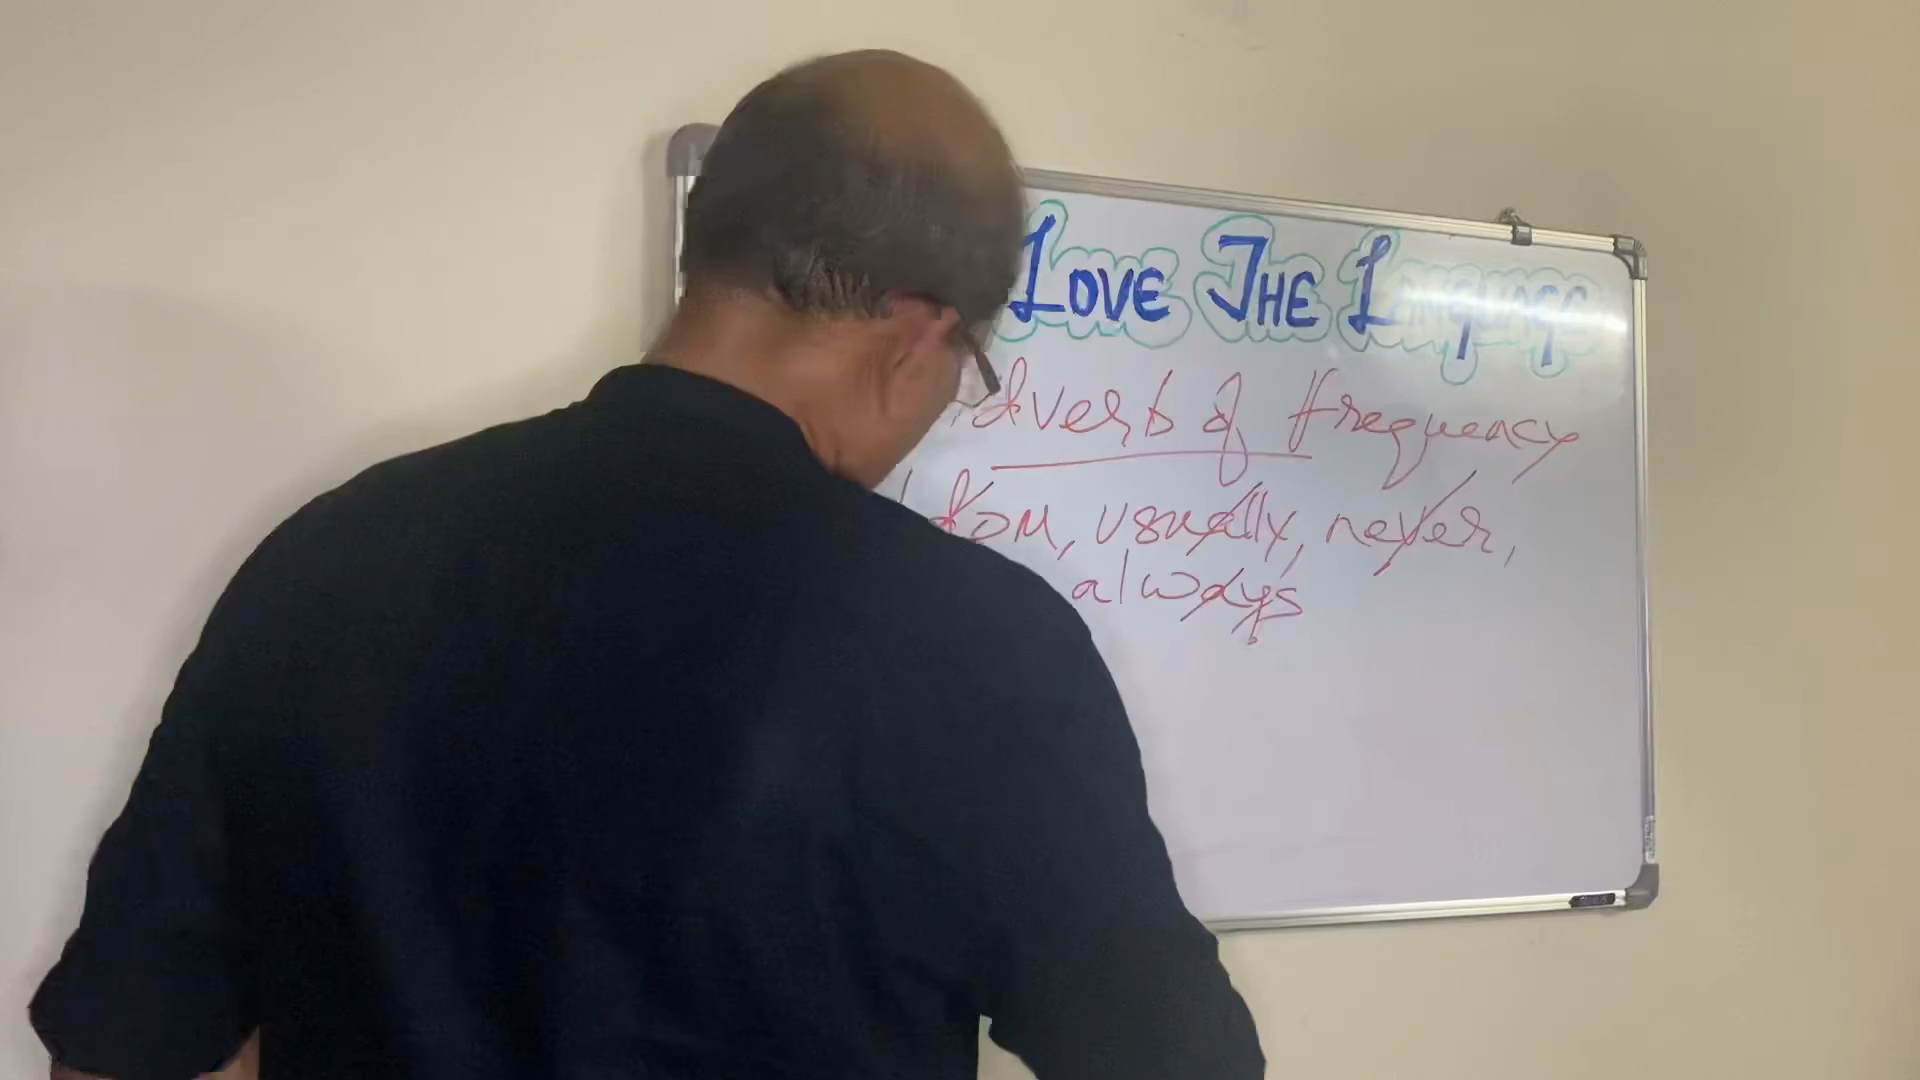 LOVE THE LANGUAGE
dverb of frequency
dom, usually, never,
always